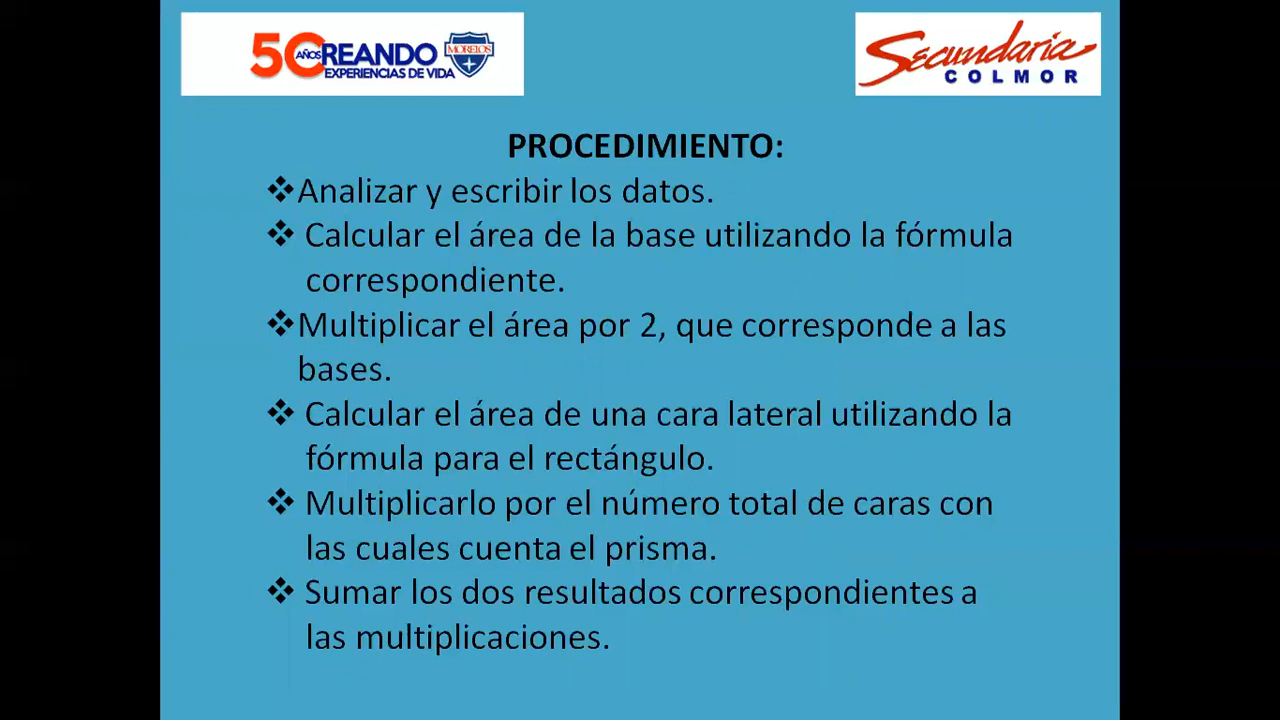 50 AÑOS CREANDO MORELOS
EXPERIENCIAS DE VIDA
Secundaria
COLMOR
PROCEDIMIENTO:
❖Analizar y escribir los datos.
❖ Calcular el área de la base utilizando la fórmula
correspondiente.
❖Multiplicar el área por 2, que corresponde a las
bases.
❖ Calcular el área de una cara lateral utilizando la
fórmula para el rectángulo.
❖ Multiplicarlo por el número total de caras con
las cuales cuenta el prisma.
❖ Sumar los dos resultados correspondientes a
las multiplicaciones.